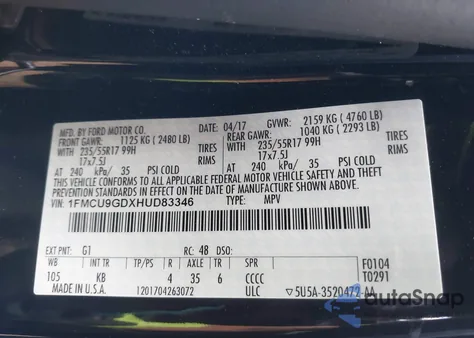 MFD. BY FORD MOTOR CO.
04/17 GVWR: 2159 KG ( 4760 LB)
FRONT GAWR: 1125 KG ( 2480 LB) REAR GAWR: 1040 KG ( 2293 LB)
WITH 235/55R17 99H TIRES WITH 235/55R17 99H TIRES
17x7.5J RIMS 17x7.5J RIMS
AT 240 kPa/ 35 PSI COLD AT 240 kPa/ 35 PSI COLD
THIS VEHICLE CONFORMS TO ALL APPLICABLE FEDERAL MOTOR VEHICLE SAFETY AND THEFT
PREVENTION STANDARDS IN EFFECT ON THE DATE OF MANUFACTURE SHOWN ABOVE.
VIN: 1FMCU9GDXHUD83346 TYPE: MPV
EXT PNT: G1 RC: 48 DSO:
WB INT TR TP/PS R AXLE TR SPR F0104
105 KB 4 35 6 CCCC T0291
MADE IN U.S.A. 1201704263072 ULC ▽5U5A-3520472-AA
autoSnap